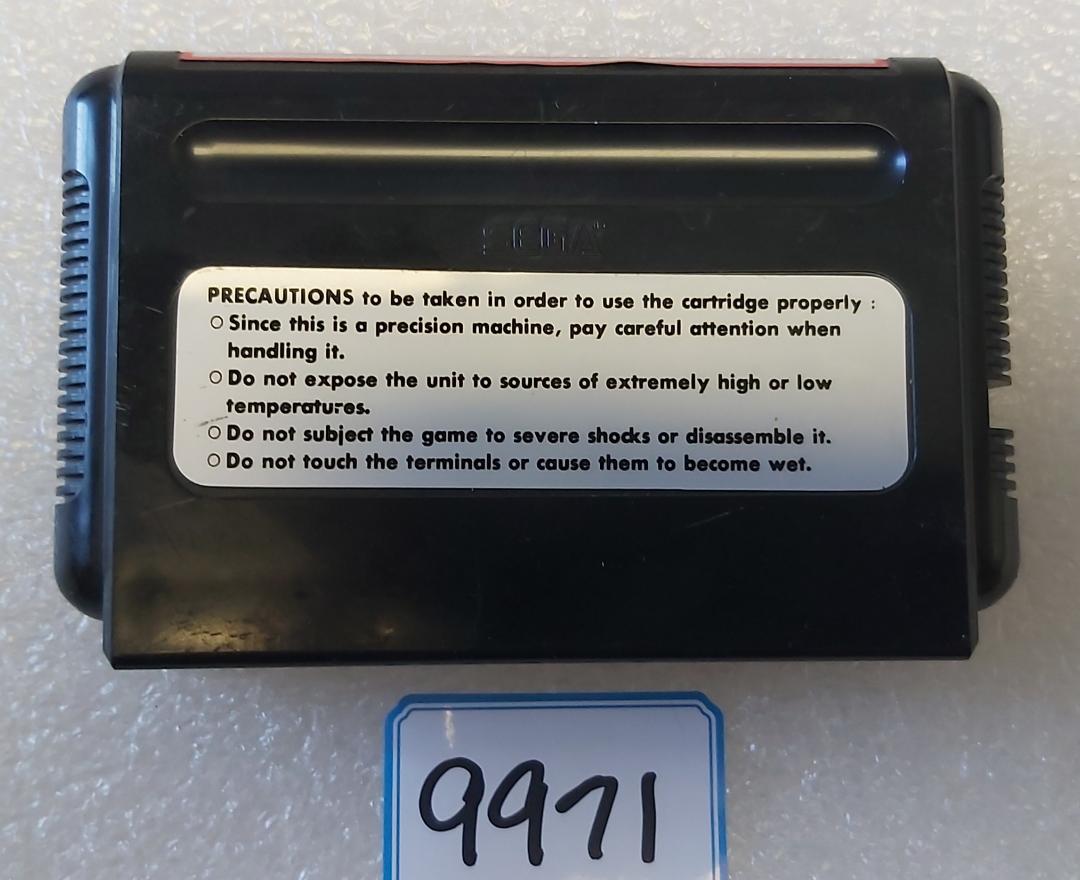 SEGA
PRECAUTIONS to be taken in order to use the cartridge properly :
○ Since this is a precision machine, pay careful attention when
handling it.
○ Do not expose the unit to sources of extremely high or low
temperatures.
○ Do not subject the game to severe shocks or disassemble it.
○ Do not touch the terminals or cause them to become wet.
9971